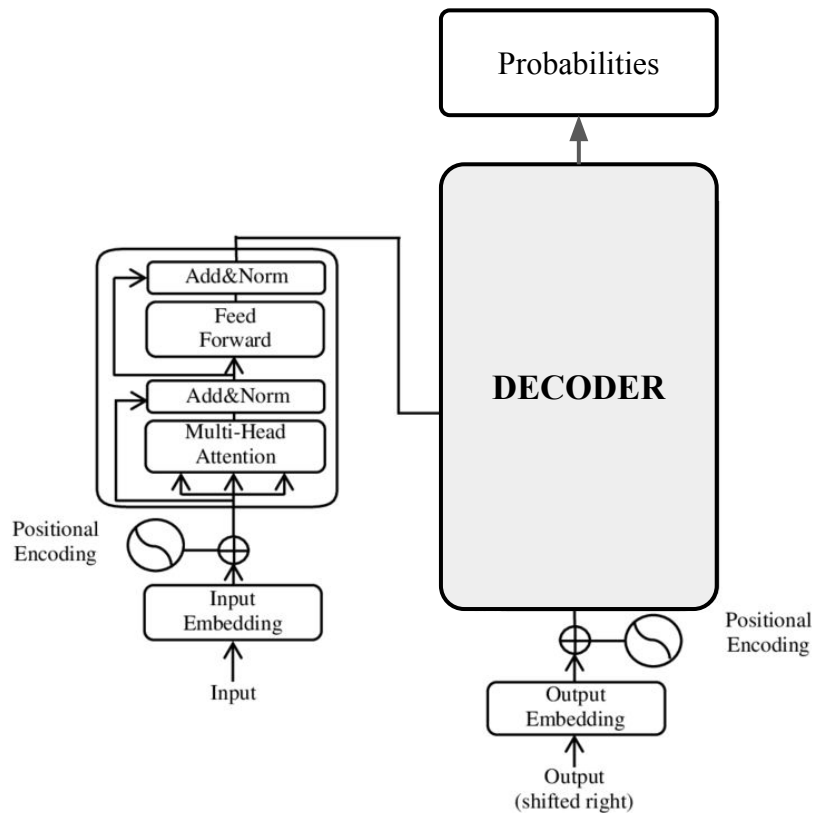 Probabilities
Add&Norm
Feed
Forward
Add&Norm
Multi-Head
Attention
Positional
Encoding
Input
Embedding
Input
DECODER
Positional
Encoding
Output
Embedding
Output
(shifted right)